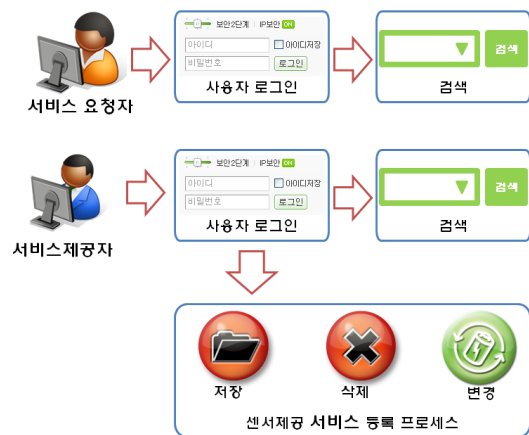 보안2단계 | IP보안 ON
아이디
아이디저장
비밀번호
로그인
검색
서비스 요청자
사용자 로그인
검색
보안2단계 | IP보안 ON
아이디
아이디저장
비밀번호
로그인
검색
서비스제공자
사용자 로그인
검색
저장
삭제
변경
센서제공 서비스 등록 프로세스